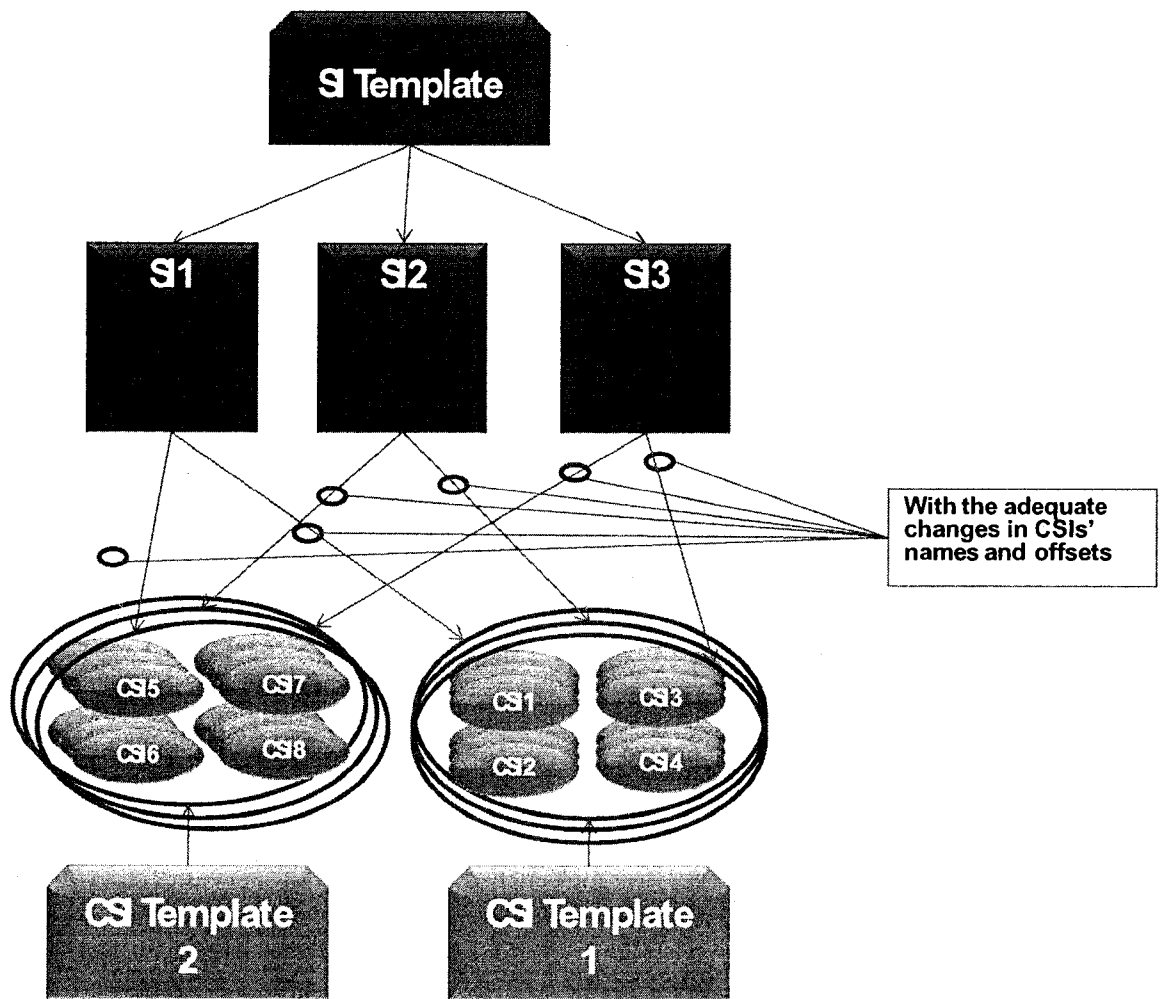 SI Template
SI1
SI2
SI3
With the adequate
changes in CSIs'
names and offsets
CSI5
CSI7
CSI6
CSI8
CSI1
CSI3
CSI2
CSI4
CSI Template
2
CSI Template
1